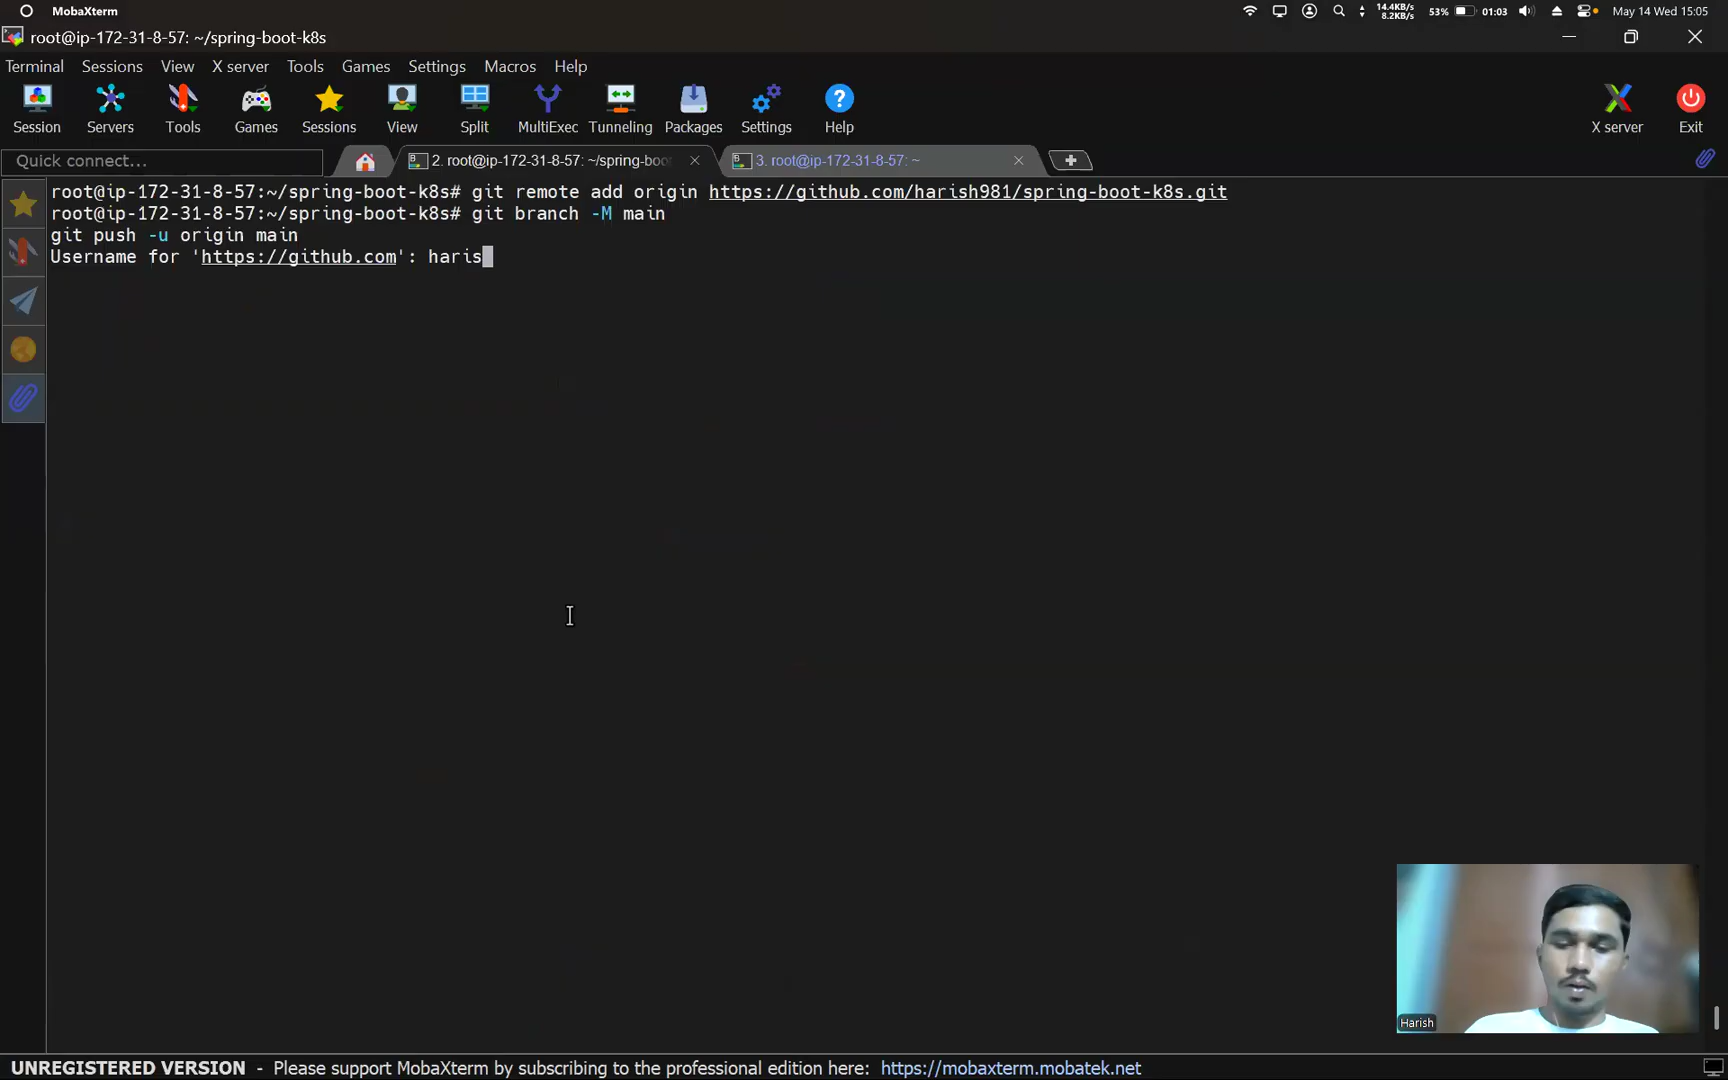 MobaXterm
14.4KB/s
8.2KB/s
53%
01:03
May 14 Wed 15:05
root@ip-172-31-8-57: ~/spring-boot-k8s
Terminal Sessions View X server Tools Games Settings Macros Help
Session Servers Tools Games Sessions View Split MultiExec Tunneling Packages Settings Help X server Exit
Quick connect...
2. root@ip-172-31-8-57: ~/spring-boo
3. root@ip-172-31-8-57: ~
root@ip-172-31-8-57:~/spring-boot-k8s# git remote add origin https://github.com/harish981/spring-boot-k8s.git
root@ip-172-31-8-57:~/spring-boot-k8s# git branch -M main
git push -u origin main
Username for 'https://github.com': haris
Harish
UNREGISTERED VERSION - Please support MobaXterm by subscribing to the professional edition here: https://mobaxterm.mobatek.net